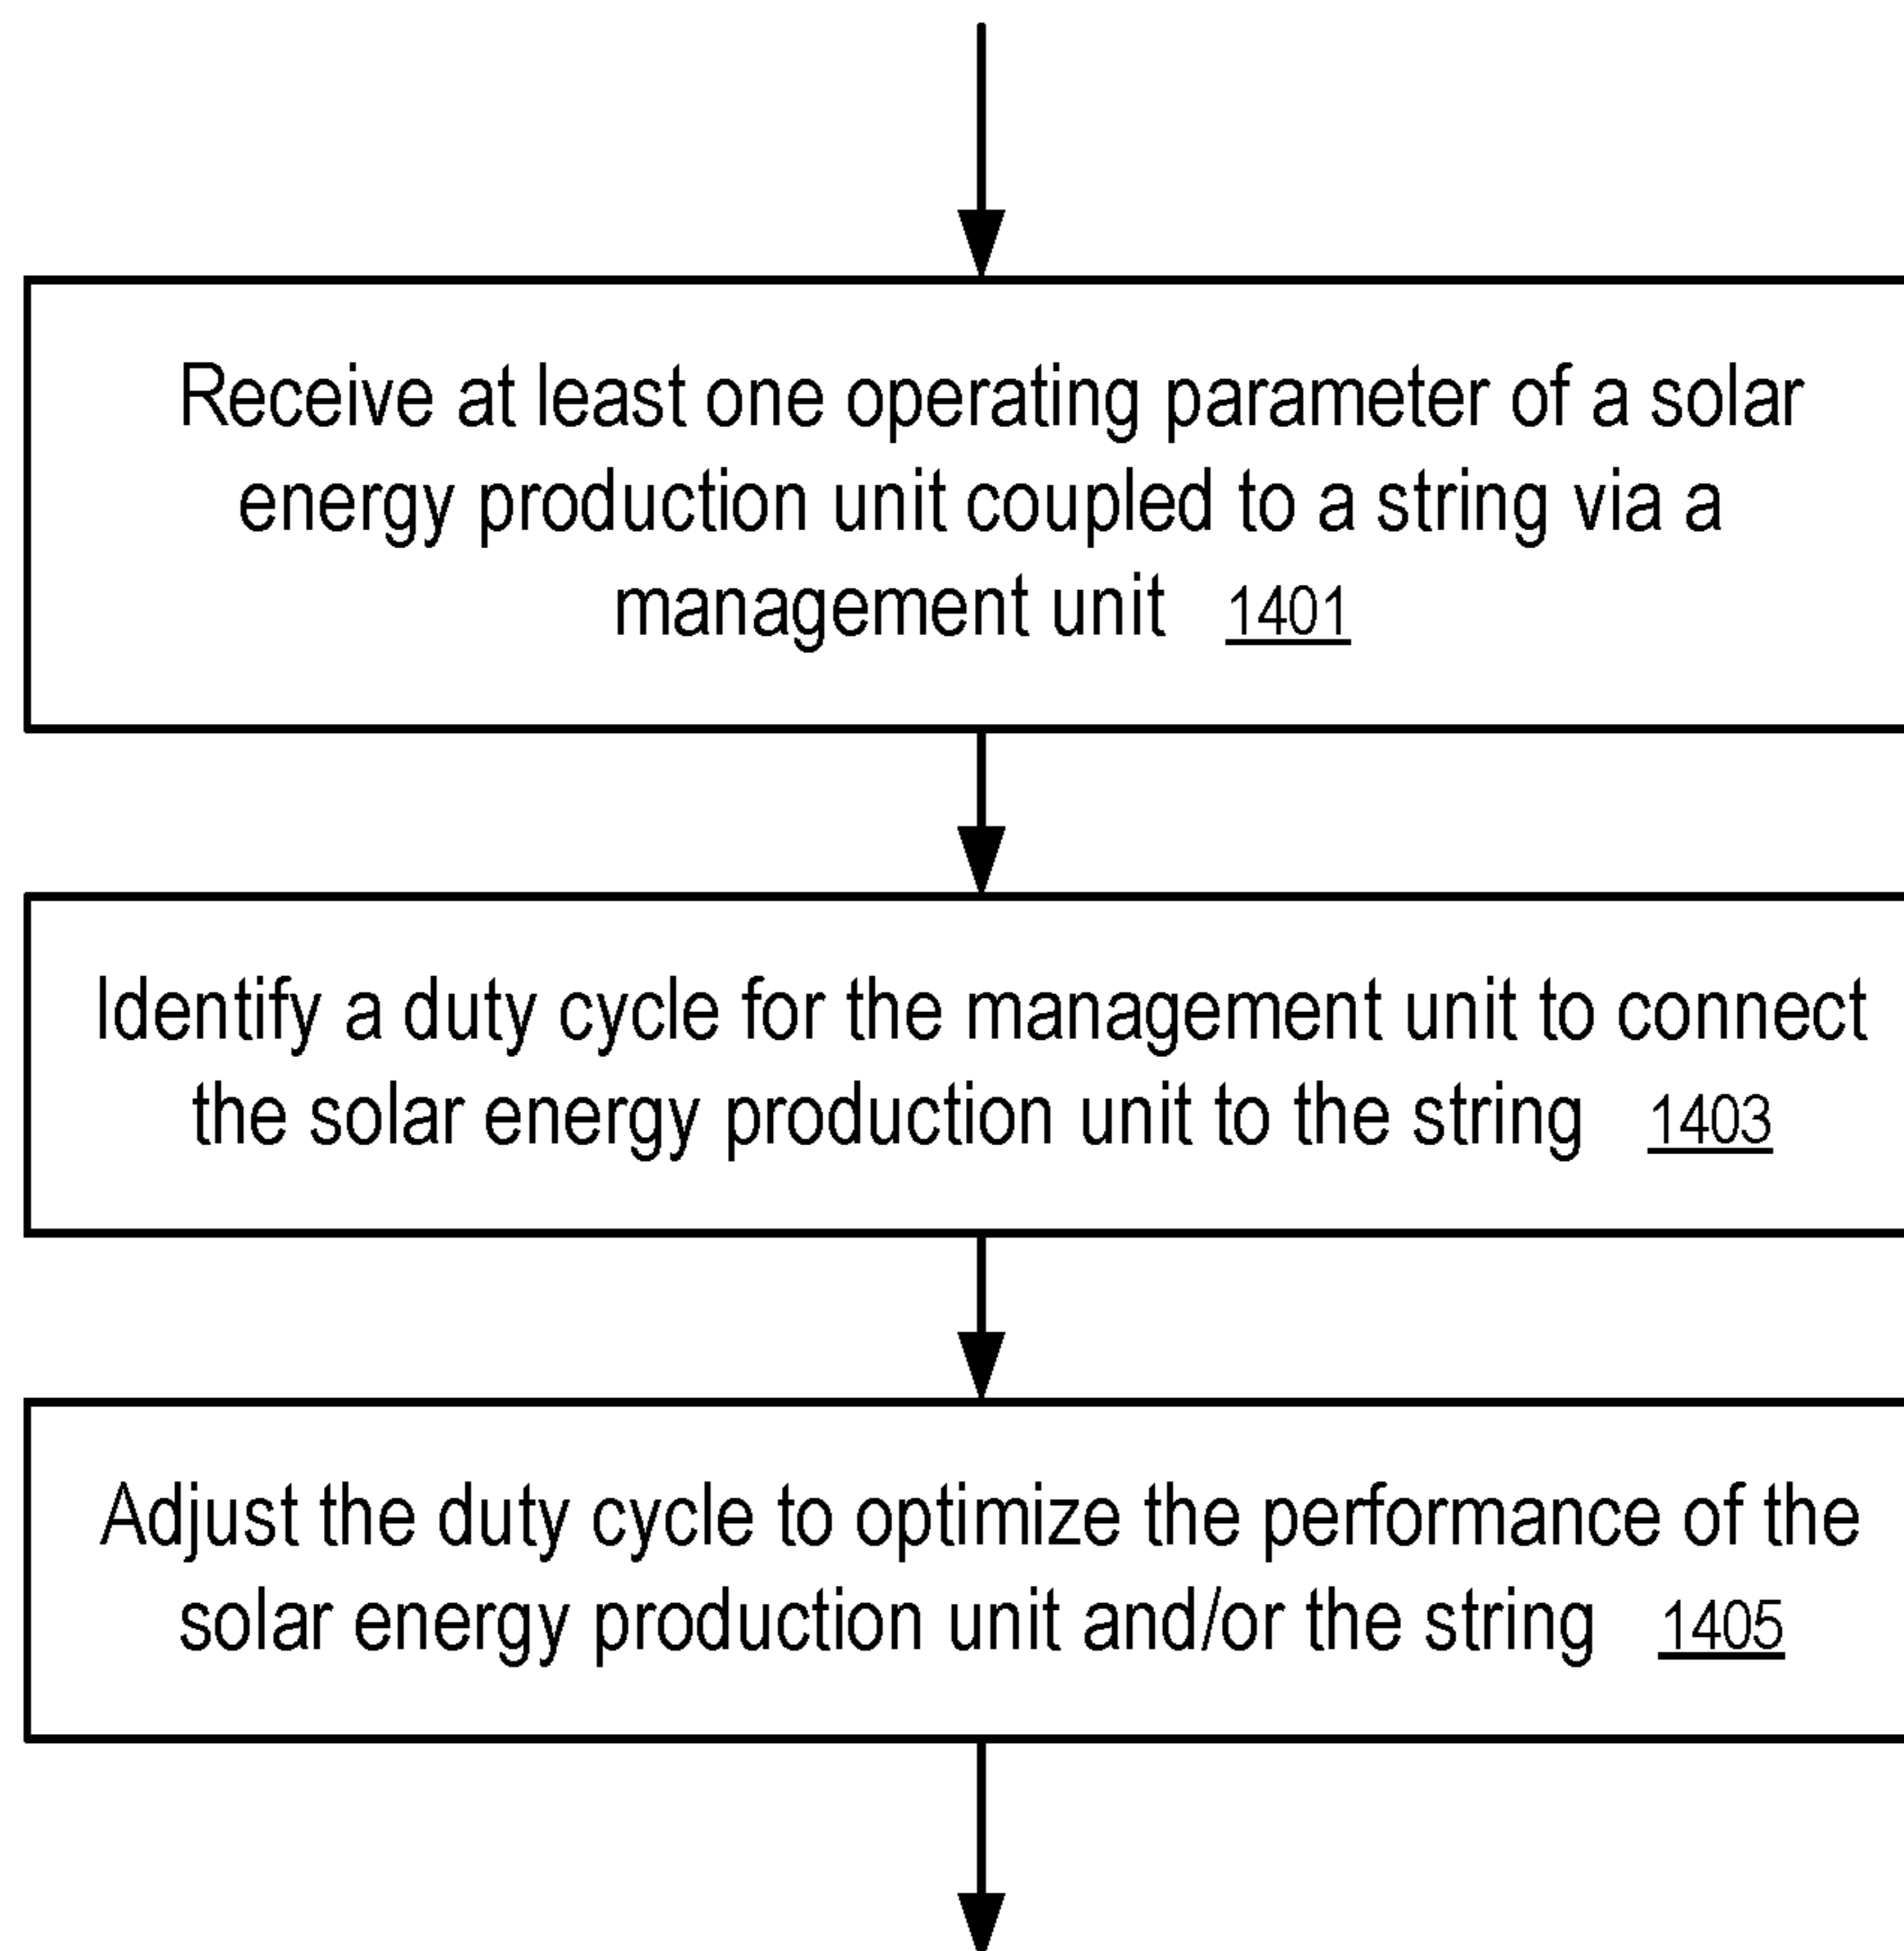 Receive at least one operating parameter of a solar
energy production unit coupled to a string via a
management unit 1401
Identify a duty cycle for the management unit to connect
the solar energy production unit to the string 1403
Adjust the duty cycle to optimize the performance of the
solar energy production unit and/or the string 1405